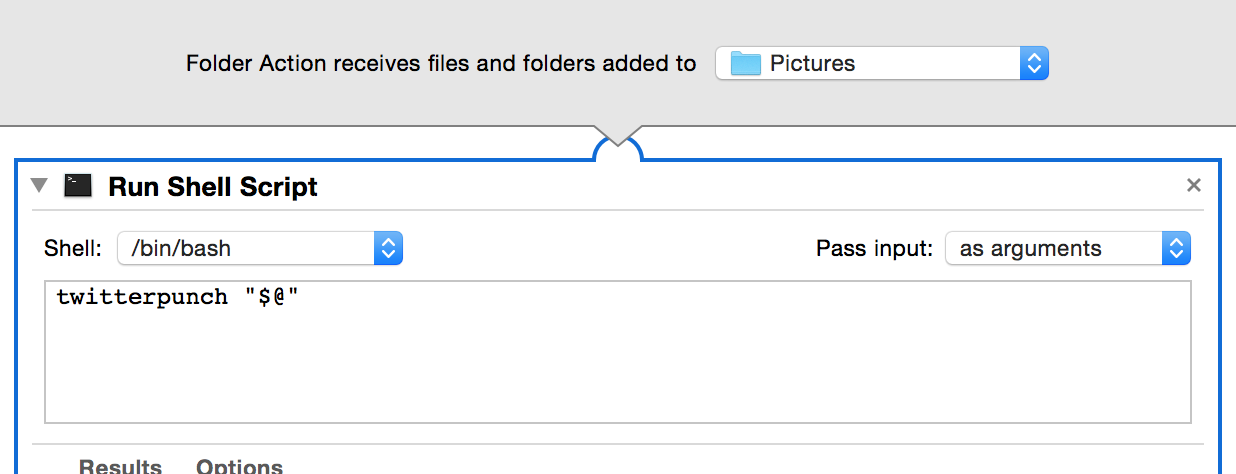 Folder Action receives files and folders added to Pictures
Run Shell Script
Shell: /bin/bash Pass input: as arguments
twitterpunch "$@"
Results Options